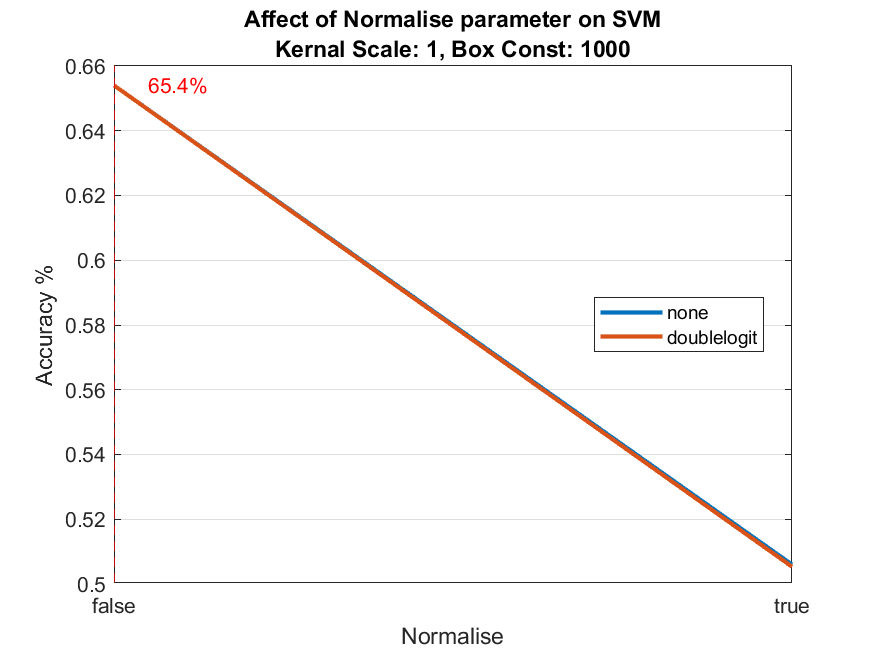 Affect of Normalise parameter on SVM
Kernal Scale: 1, Box Const: 1000
0.66
65.4%
0.64
0.62
0.6
0.58
0.56
0.54
0.52
0.5
Accuracy %
none
doublelogit
false
true
Normalise